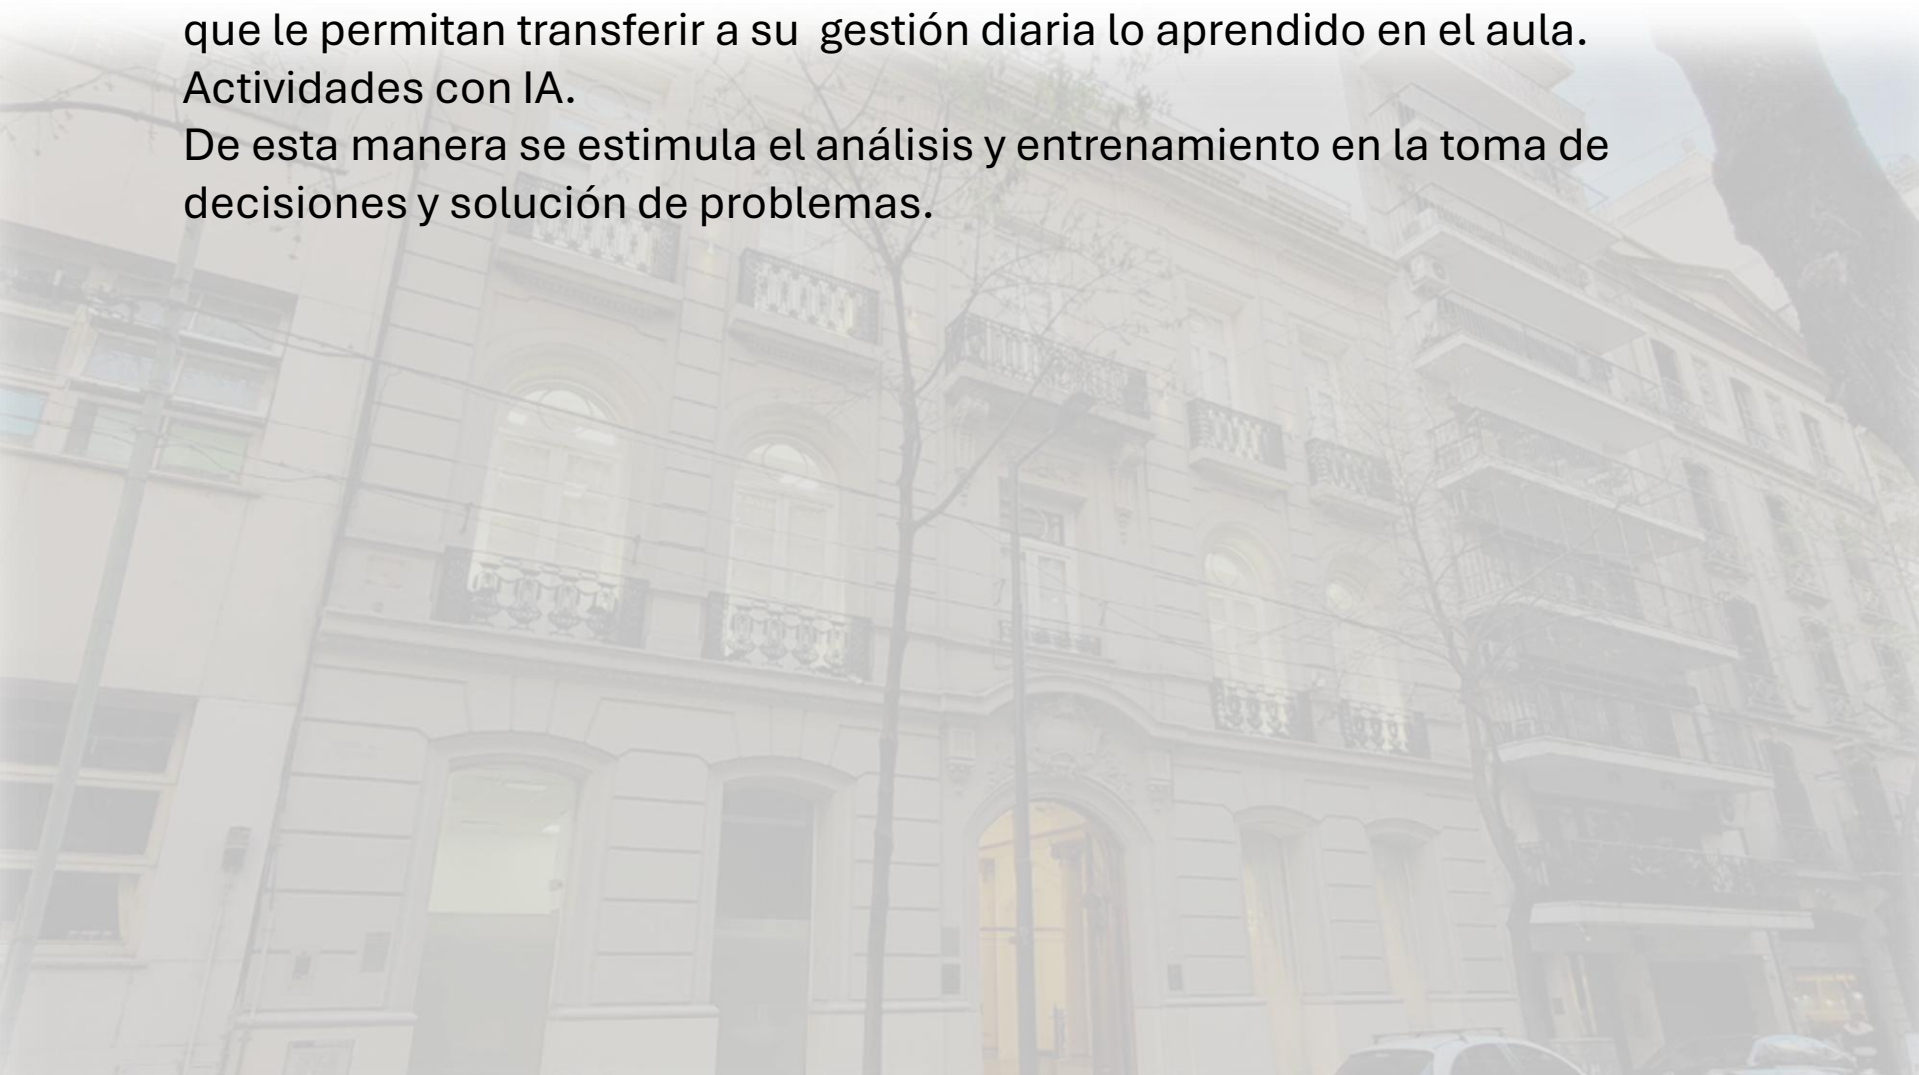 que le permitan transferir a su  gestión diaria lo aprendido en el aula.
Actividades con IA.
De esta manera se estimula el análisis y entrenamiento en la toma de
decisiones y solución de problemas.